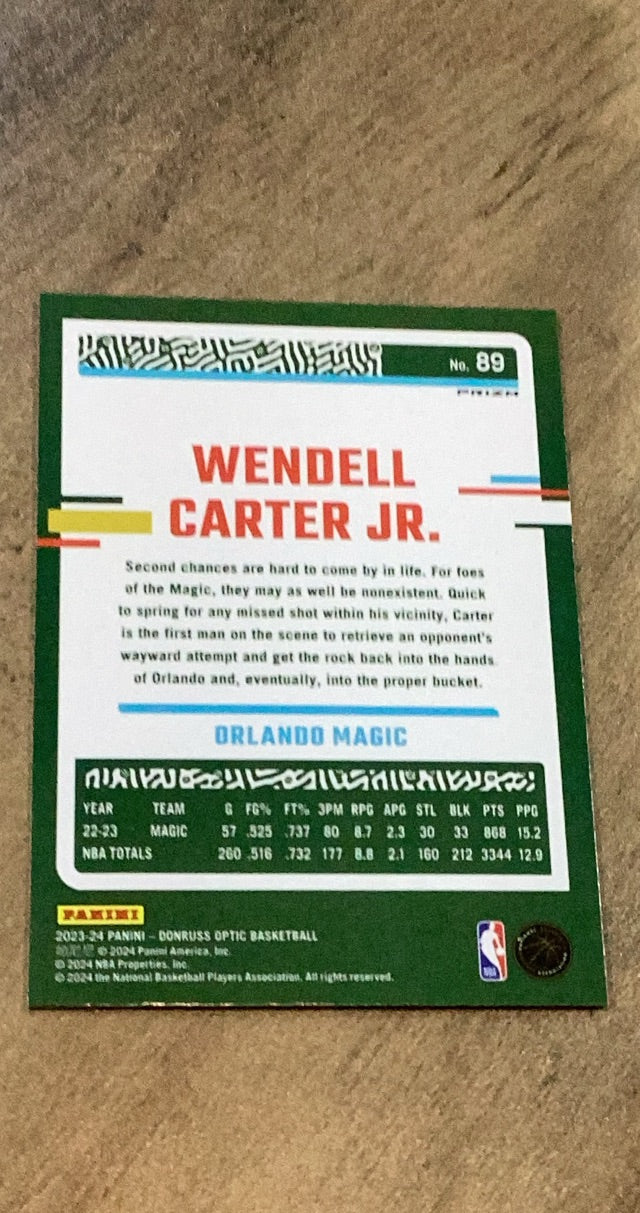 No. 89
PRIZM
WENDELL
CARTER JR.
Second chances are hard to come by in life. For foes
of the Magic, they may as well be nonexistent. Quick
to spring for any missed shot within his vicinity, Carter
is the first man on the scene to retrieve an opponent's
wayward attempt and get the rock back into the hands
of Orlando and, eventually, into the proper bucket.
ORLANDO MAGIC
YEAR TEAM G FG% FT% 3PM RPG APG STL BLK PTS PPG
22-23 MAGIC 57 .525 .737 80 8.7 2.3 30 33 868 15.2
NBA TOTALS 260 .516 .732 177 8.8 2.1 160 212 3344 12.9
PANINI
2023-24 PANINI – DONRUSS OPTIC BASKETBALL
© 2024 Panini America, Inc.
© 2024 NBA Properties, Inc.
© 2024 the National Basketball Players Association. All rights reserved.
NBA